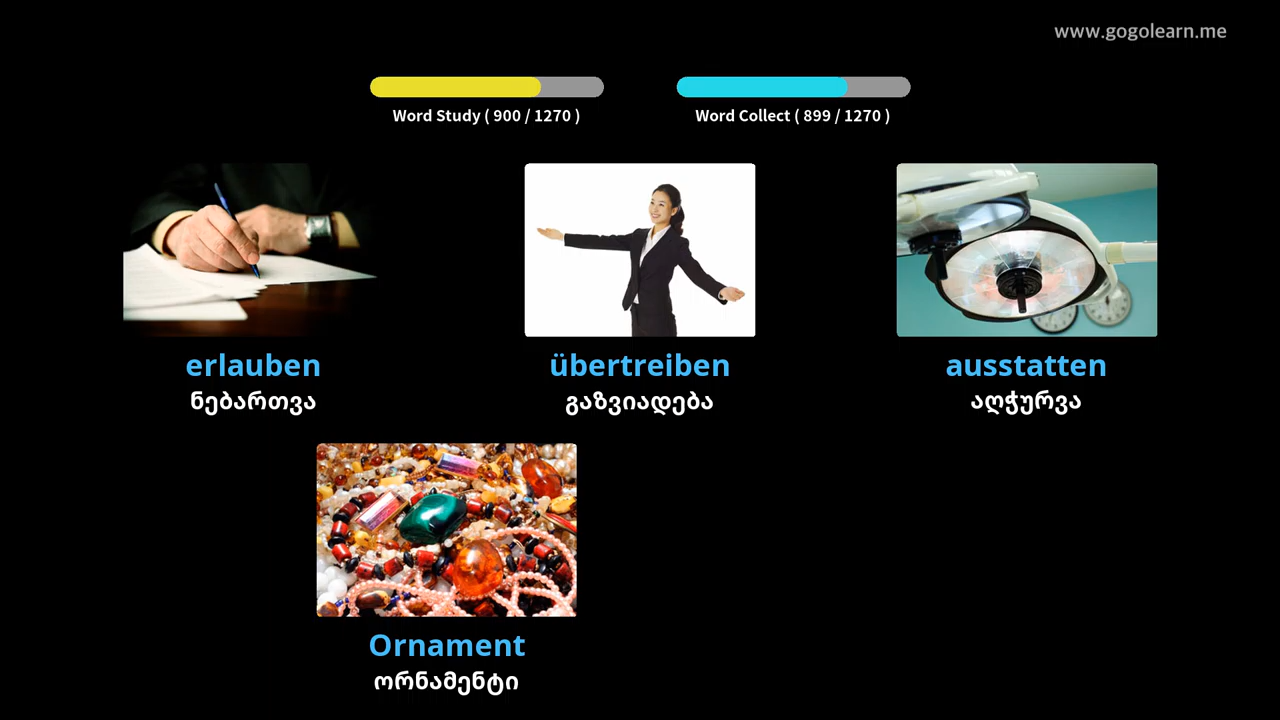 www.gogolearn.me
Word Study ( 900 / 1270 )
Word Collect ( 899 / 1270 )
erlauben
ნებართვა
übertreiben
გაზვიადება
ausstatten
აღჭურვა
Ornament
ორნამენტი